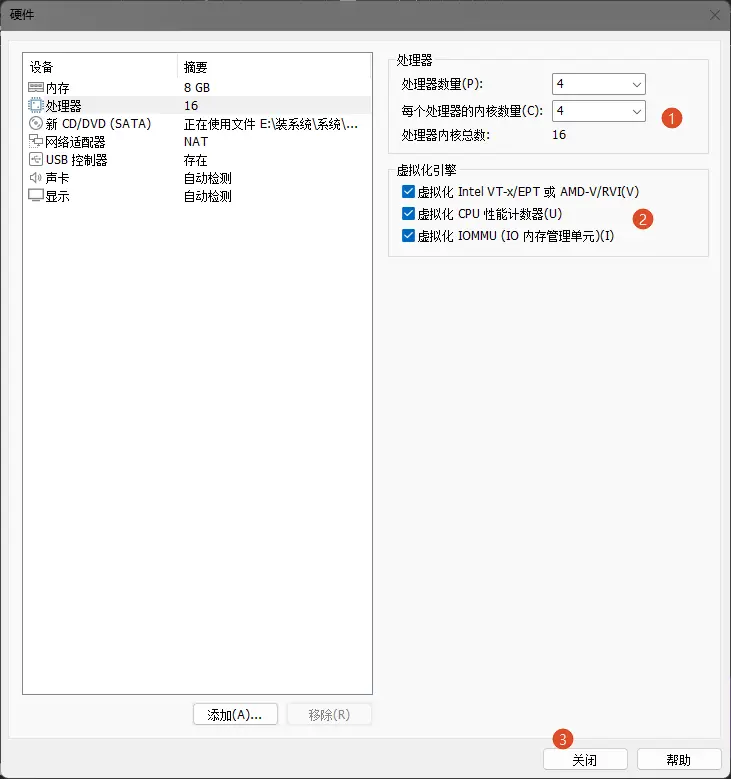 硬件
设备 摘要
内存 8 GB
处理器 16
新 CD/DVD (SATA) 正在使用文件 E:\装系统\系统\...
网络适配器 NAT
USB 控制器 存在
声卡 自动检测
显示 自动检测
处理器
处理器数量(P): 4
每个处理器的内核数量(C): 4
1
处理器内核总数: 16
虚拟化引擎
虚拟化 Intel VT-x/EPT 或 AMD-V/RVI(V)
虚拟化 CPU 性能计数器(U)
2
虚拟化 IOMMU (IO 内存管理单元)(I)
添加(A)... 移除(R)
3
关闭 帮助